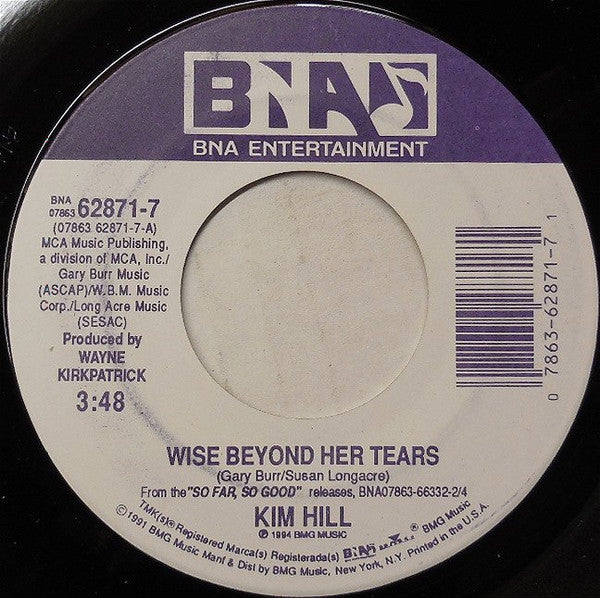 BNA
BNA ENTERTAINMENT
BNA
07863 62871-7
(07863 62871-7-A)
MCA Music Publishing,
a division of MCA, Inc./
Gary Burr Music
(ASCAP)/W.B.M. Music
Corp./Long Acre Music
(SESAC)
Produced by
WAYNE
KIRKPATRICK
3:48
0 7863-62871-7 1
WISE BEYOND HER TEARS
(Gary Burr/Susan Longacre)
From the "SO FAR, SO GOOD" releases, BNA07863-66332-2/4
KIM HILL
℗ 1994 BMG MUSIC
TMK(s)® Registered Marca(s) Registrada(s) BNA BMG BMG Music
©1991 BMG Music Manf & Dist by BMG Music, New York, N.Y. Printed in the U.S.A.